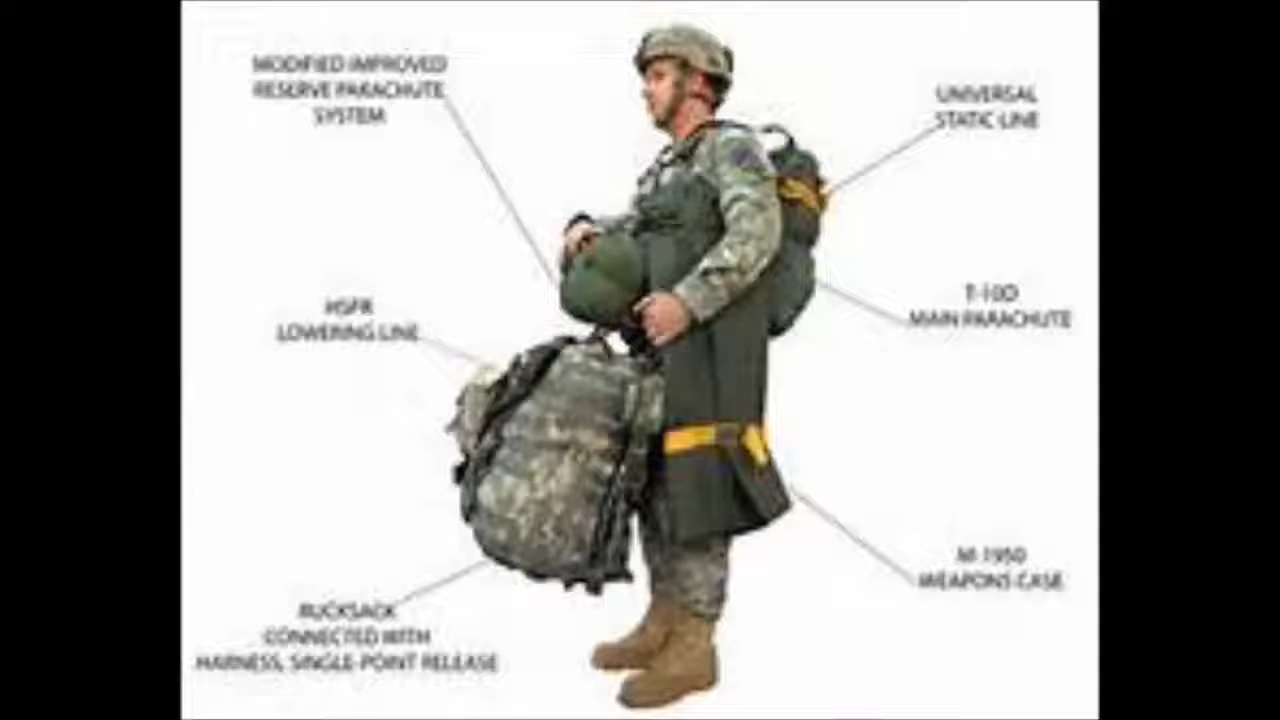 MODIFIED IMPROVED
RESERVE PARACHUTE
SYSTEM
UNIVERSAL
STATIC LINE
HSPR
LOWERING LINE
T-10D
MAIN PARACHUTE
M-1950
WEAPONS CASE
RUCKSACK
CONNECTED WITH
HARNESS, SINGLE-POINT RELEASE